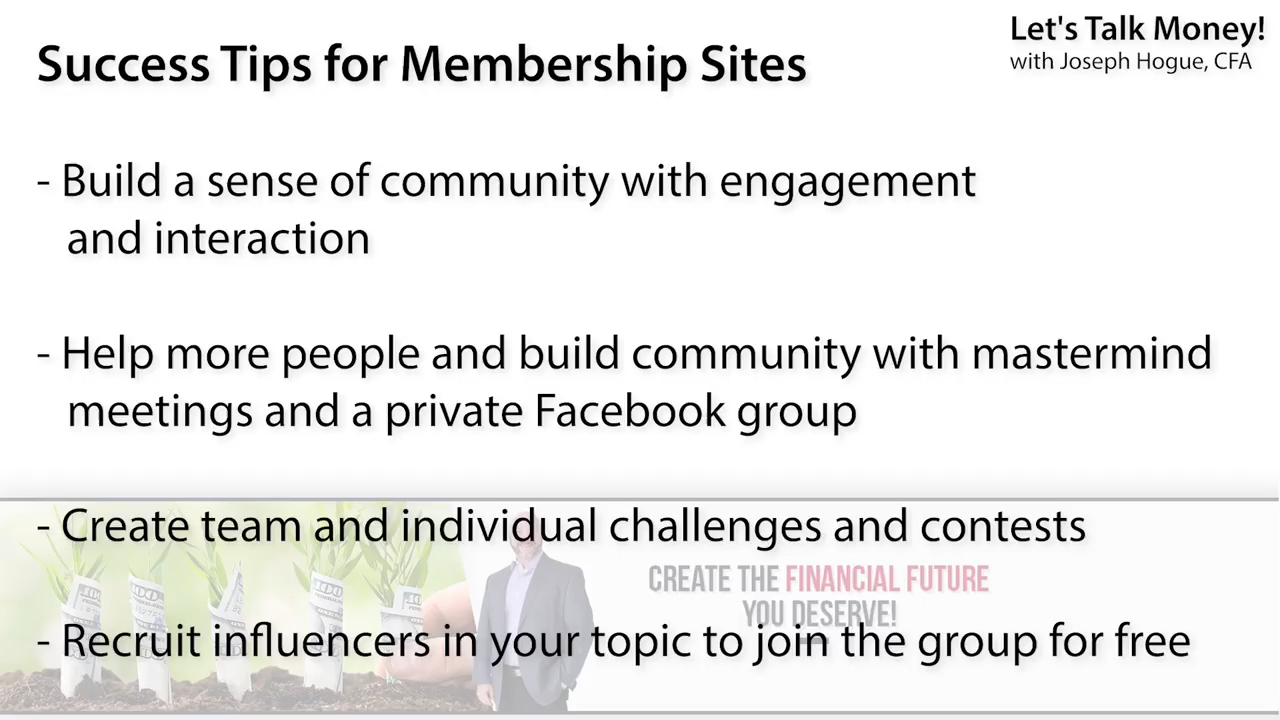 Let's Talk Money!
with Joseph Hogue, CFA
Success Tips for Membership Sites
- Build a sense of community with engagement
and interaction
- Help more people and build community with mastermind
meetings and a private Facebook group
- Create team and individual challenges and contests
CREATE THE FINANCIAL FUTURE
YOU DESERVE!
- Recruit influencers in your topic to join the group for free